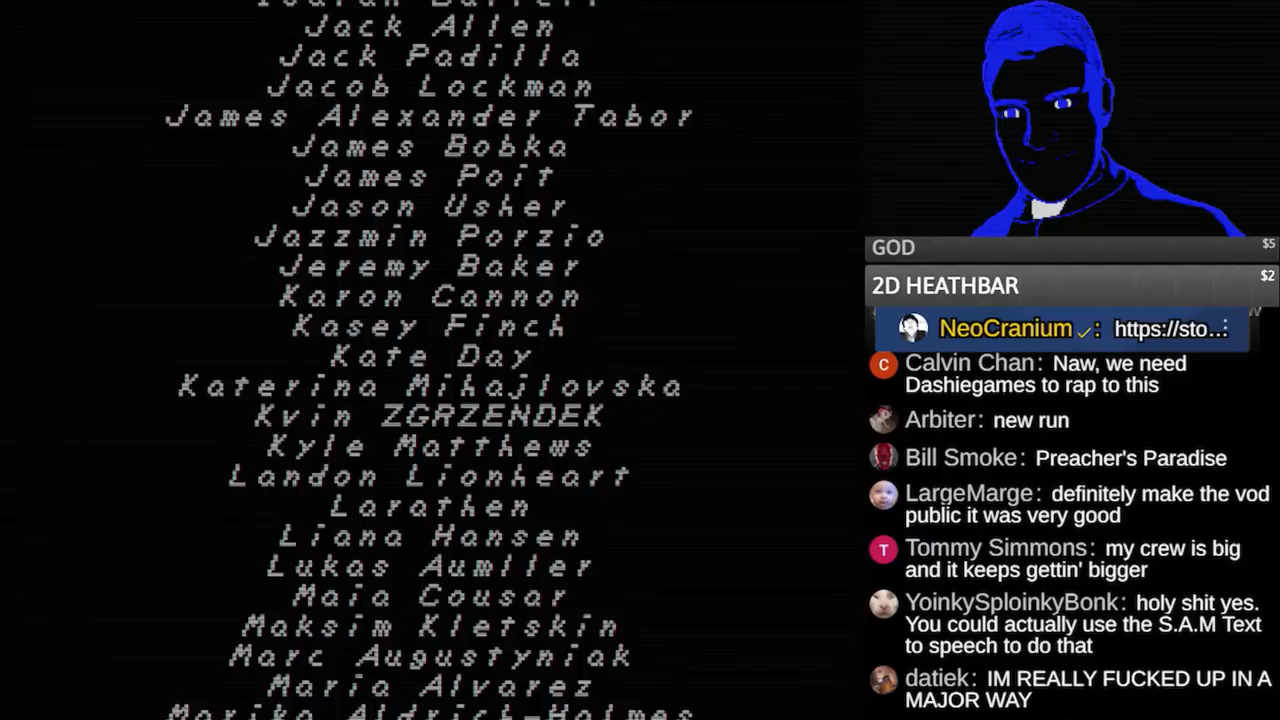 Jack Allen
Jack Padilla
Jacob Lockman
James Alexander Tabor
James Bobka
James Poit
Jason Usher
Jazzmin Porzio
Jeremy Baker
Karon Cannon
Kasey Finch
Kate Day
Katerina Mihajlovska
Kvin ZGRZENDEK
Kyle Matthews
Landon Lionheart
Larathen
Liana Hansen
Lukas Aumller
Maia Cousar
Maksim Kletskin
Marc Augustyniak
Maria Alvarez
Marika Aldrich-Holmes
GOD $5
2D HEATHBAR $2
NeoCranium ✓: https://sto...
C Calvin Chan: Naw, we need
Dashiegames to rap to this
Arbiter: new run
Bill Smoke: Preacher's Paradise
LargeMarge: definitely make the vod
public it was very good
T Tommy Simmons: my crew is big
and it keeps gettin' bigger
YoinkySploinkyBonk: holy shit yes.
You could actually use the S.A.M Text
to speech to do that
datiek: IM REALLY FUCKED UP IN A
MAJOR WAY